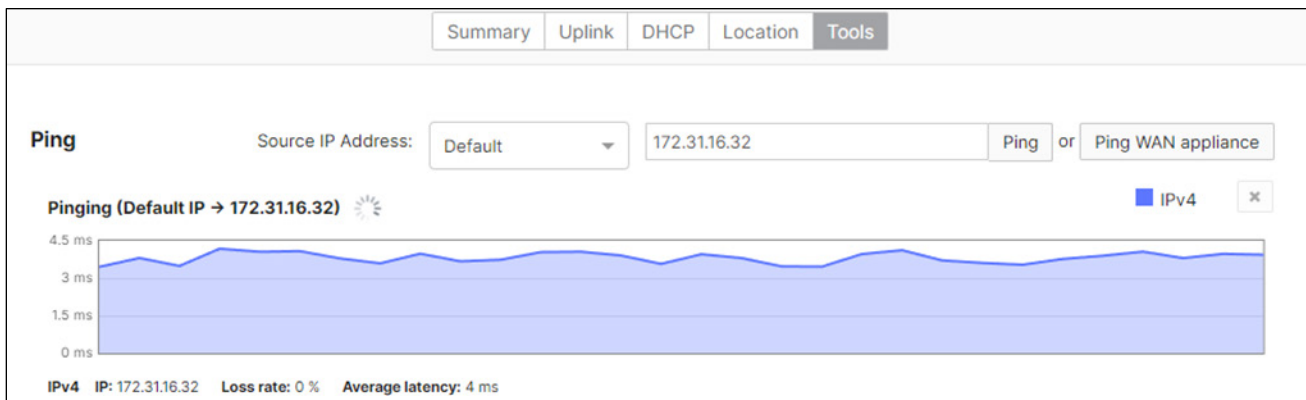 Summary Uplink DHCP Location Tools
Ping Source IP Address: Default 172.31.16.32 Ping or Ping WAN appliance
Pinging (Default IP → 172.31.16.32) IPv4 ×
4.5 ms
3 ms
1.5 ms
0 ms
IPv4 IP: 172.31.16.32 Loss rate: 0 % Average latency: 4 ms